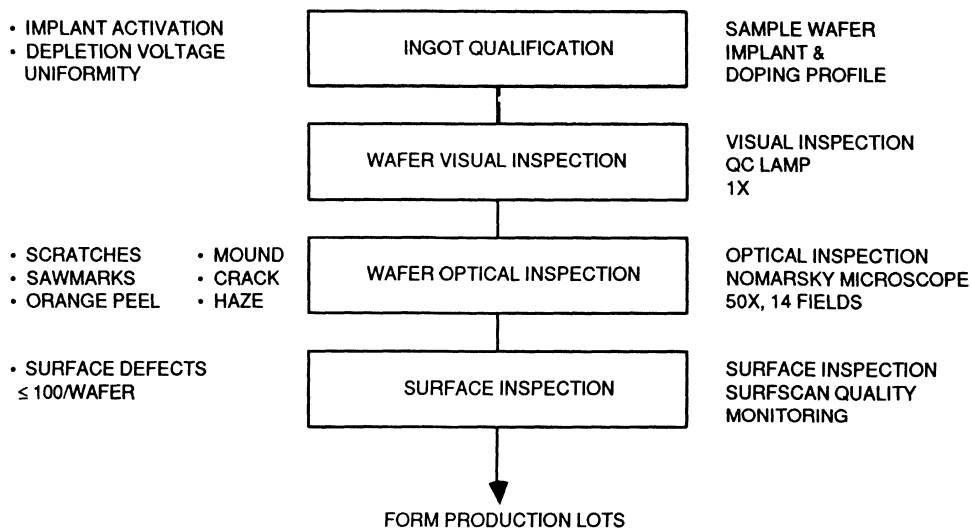 • IMPLANT ACTIVATION
• DEPLETION VOLTAGE
UNIFORMITY
INGOT QUALIFICATION
SAMPLE WAFER
IMPLANT &
DOPING PROFILE
WAFER VISUAL INSPECTION
VISUAL INSPECTION
QC LAMP
1X
• SCRATCHES
• SAWMARKS
• ORANGE PEEL
• MOUND
• CRACK
• HAZE
WAFER OPTICAL INSPECTION
OPTICAL INSPECTION
NOMARSKY MICROSCOPE
50X, 14 FIELDS
• SURFACE DEFECTS
≤ 100/WAFER
SURFACE INSPECTION
SURFACE INSPECTION
SURFSCAN QUALITY
MONITORING
FORM PRODUCTION LOTS